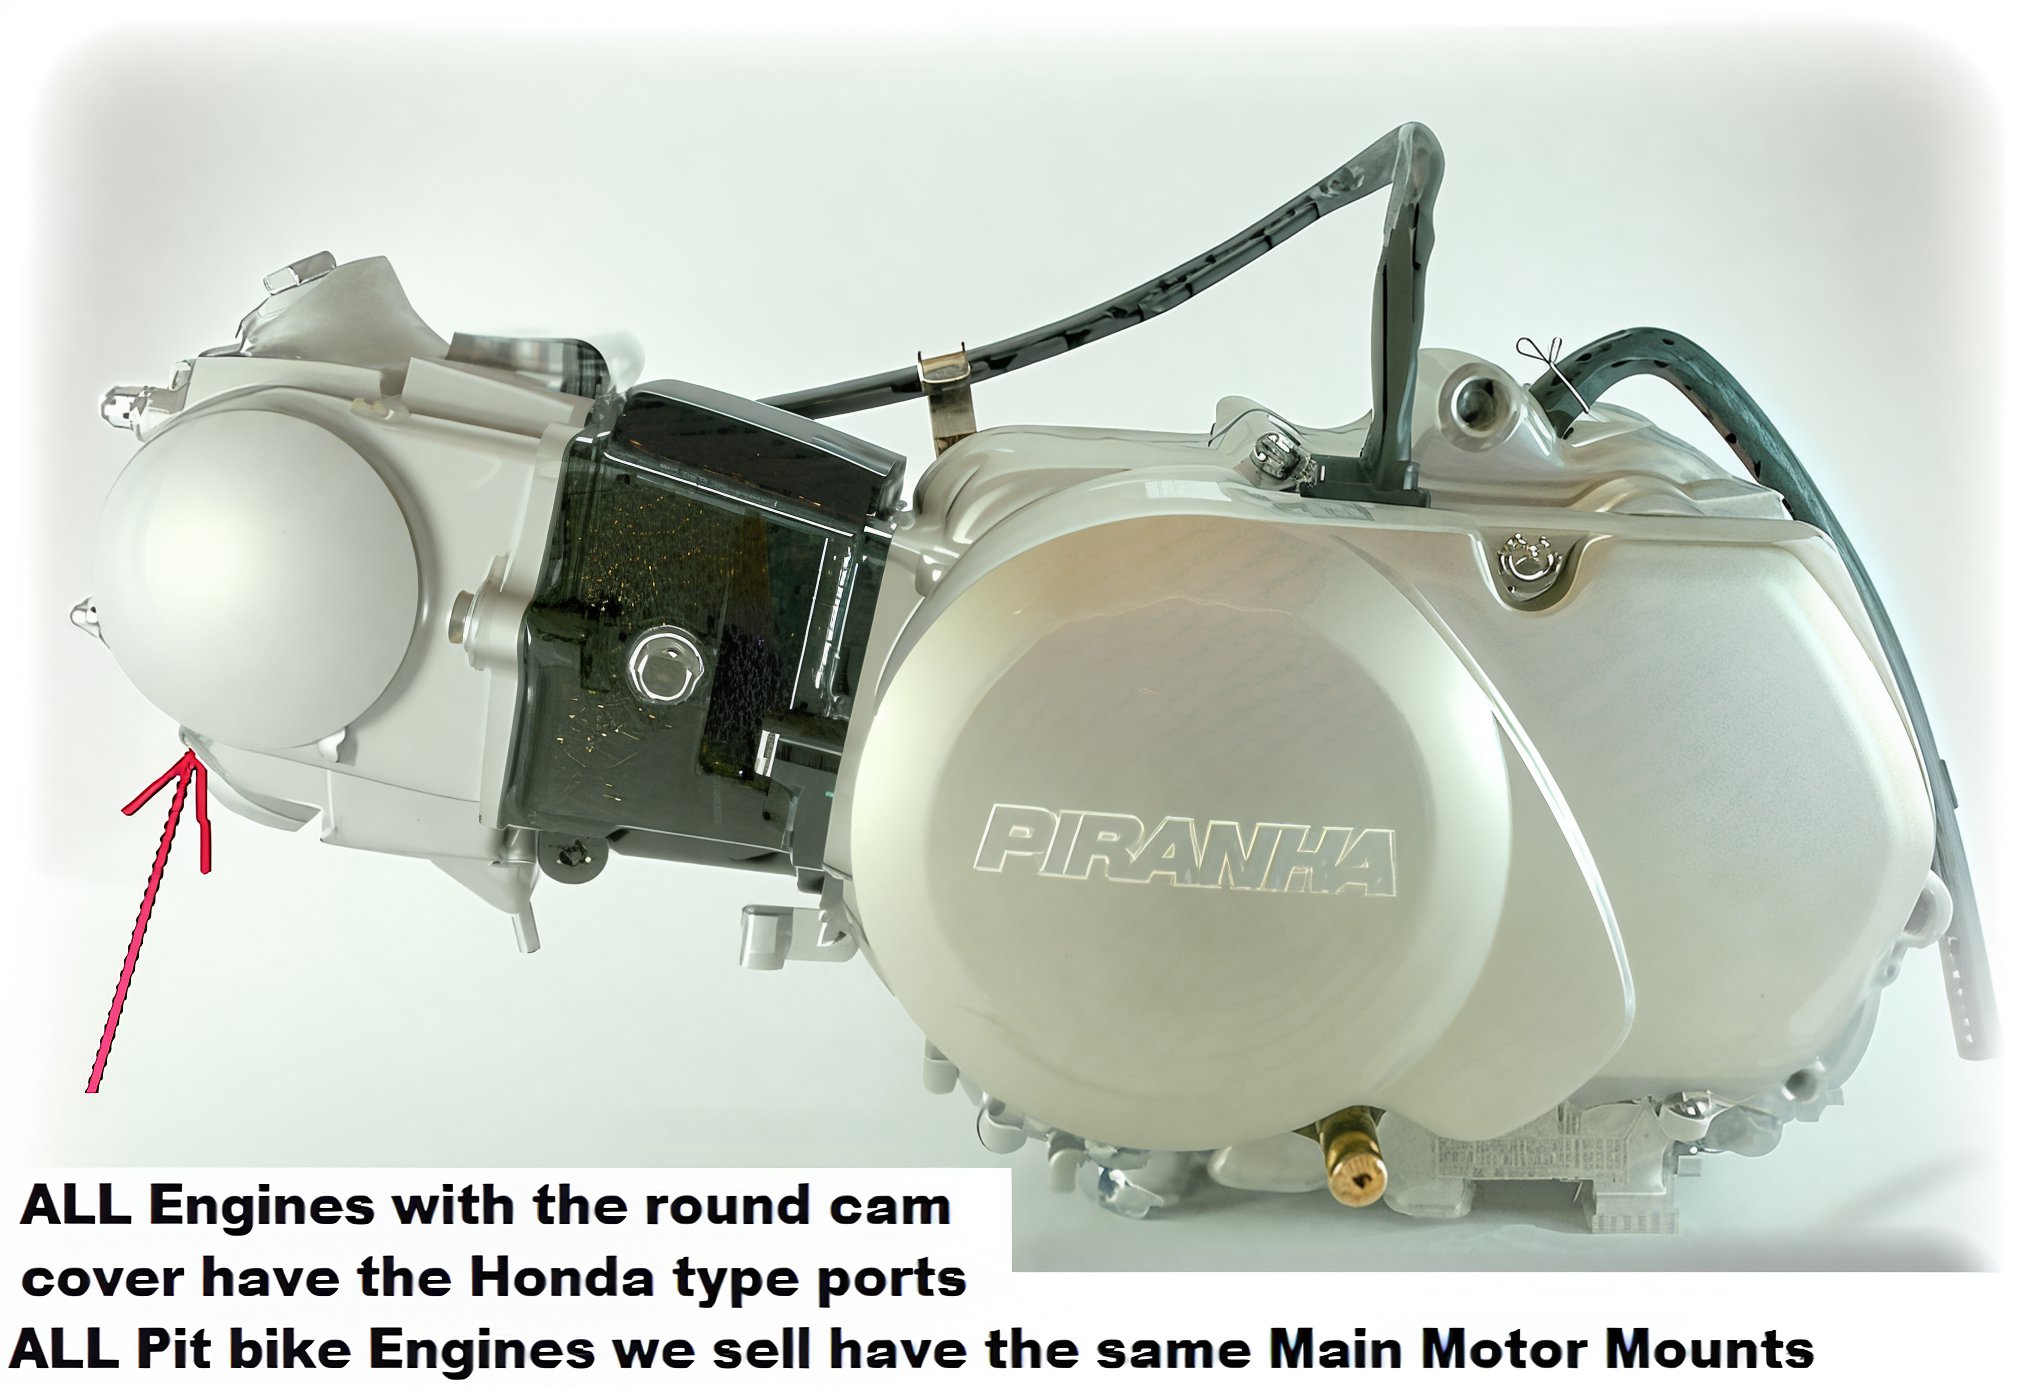 PIRANHA
ALL Engines with the round cam
cover have the Honda type ports
ALL Pit bike Engines we sell have the same Main Motor Mounts